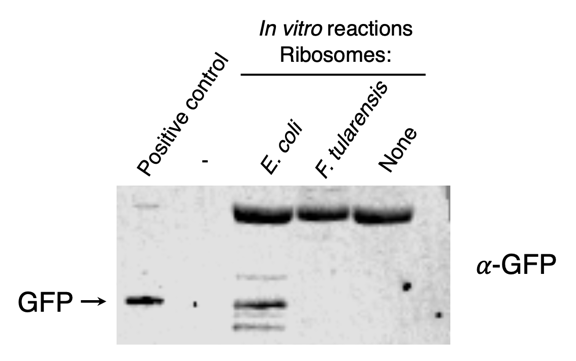 In vitro reactions
Ribosomes:
Positive control
-
E. coli
F. tularensis
None
GFP →
α-GFP